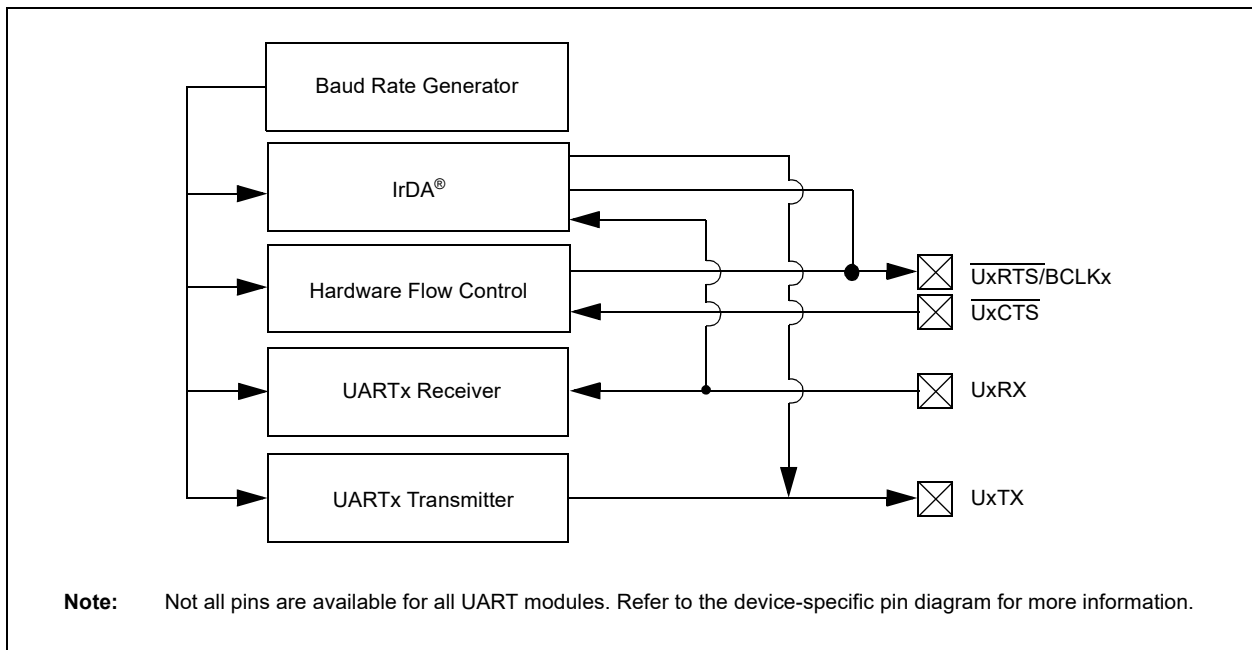 Baud Rate Generator
IrDA®
Hardware Flow Control
UxRTS/BCLKx
UxCTS
UARTx Receiver
UxRX
UARTx Transmitter
UxTX
Note: Not all pins are available for all UART modules. Refer to the device-specific pin diagram for more information.